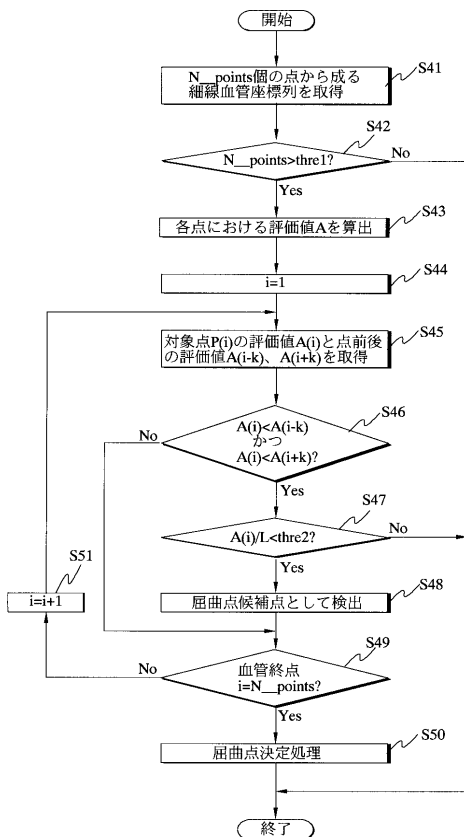 開始
S41
N__points個の点から成る
細線血管座標列を取得
S42
N__points>thre1?
No
Yes
S43
各点における評価値Aを算出
S44
i=1
S45
対象点P(i)の評価値A(i)と点前後
の評価値A(i-k)、A(i+k)を取得
S46
A(i)<A(i-k)
かつ
A(i)<A(i+k)?
No
Yes
S47
A(i)/L<thre2?
No
Yes
S51
i=i+1
S48
屈曲点候補点として検出
S49
血管終点
i=N__points?
No
Yes
S50
屈曲点決定処理
終了